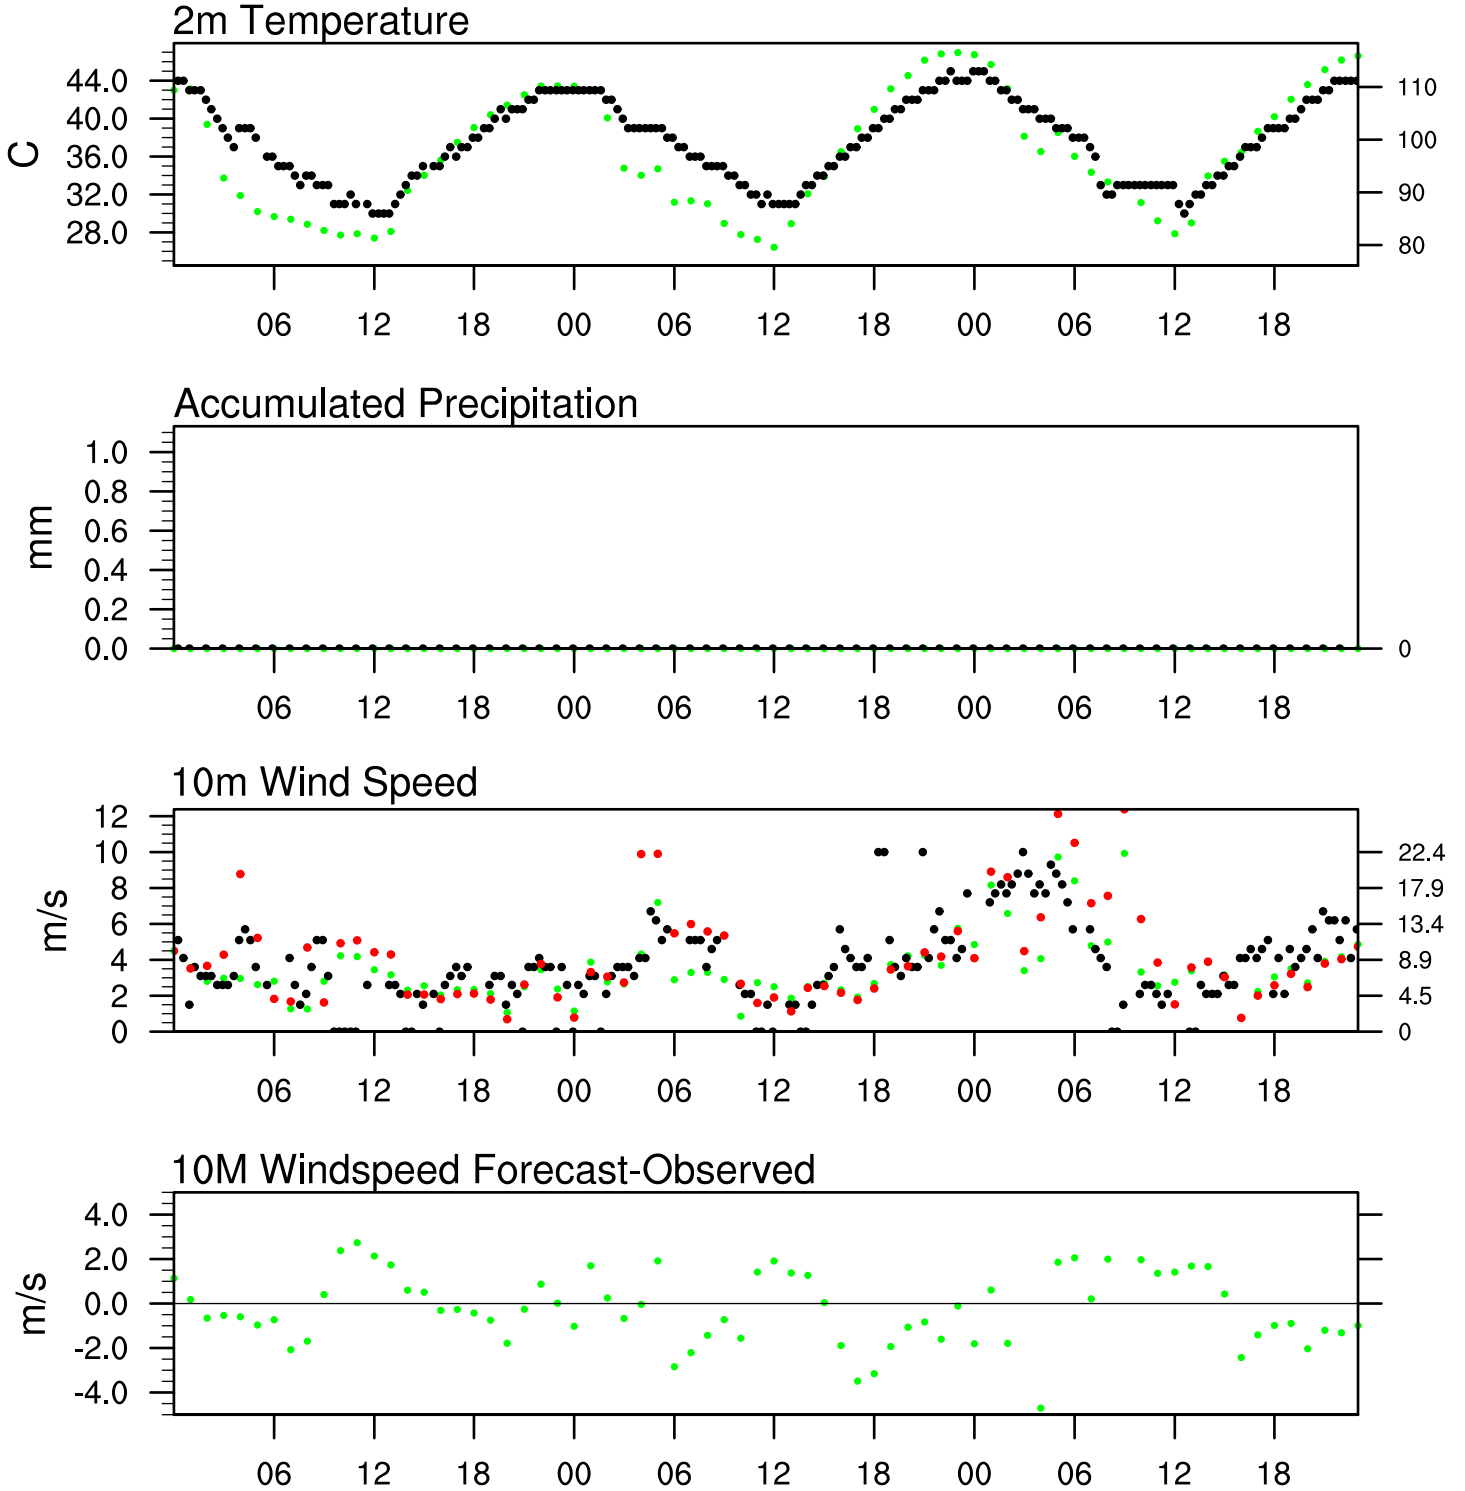 2m Temperature
44.0
40.0
36.0
32.0
28.0
C
110
100
90
80
06 12 18 00 06 12 18 00 06 12 18
Accumulated Precipitation
1.0
0.8
0.6
0.4
0.2
0.0
mm
0
06 12 18 00 06 12 18 00 06 12 18
10m Wind Speed
12
10
8
6
4
2
0
m/s
22.4
17.9
13.4
8.9
4.5
0
06 12 18 00 06 12 18 00 06 12 18
10M Windspeed Forecast-Observed
4.0
2.0
0.0
-2.0
-4.0
m/s
06 12 18 00 06 12 18 00 06 12 18